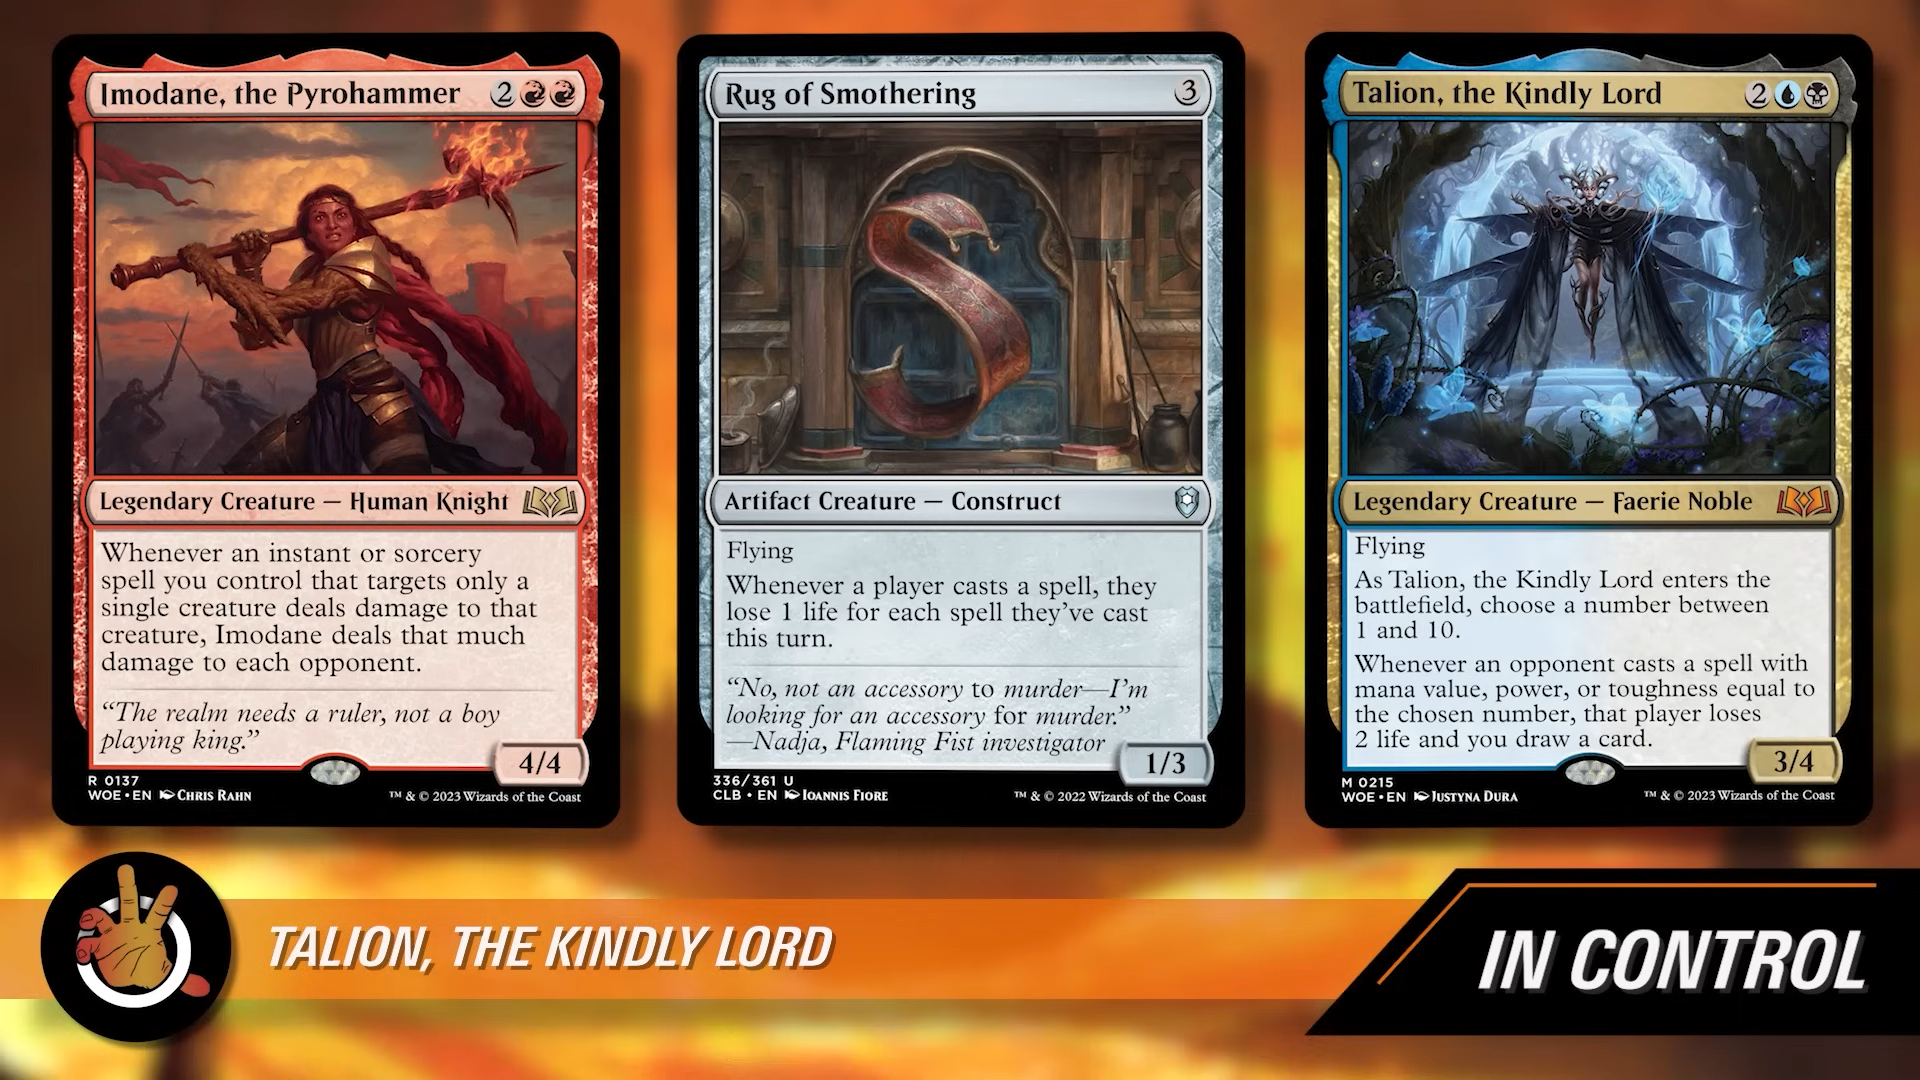 Imodane, the Pyrohammer 2
Legendary Creature — Human Knight
Whenever an instant or sorcery
spell you control that targets only a
single creature deals damage to that
creature, Imodane deals that much
damage to each opponent.
“The realm needs a ruler, not a boy
playing king.”
4/4
R 0137
WOE • EN Chris Rahn ™ & © 2023 Wizards of the Coast
Rug of Smothering 3
Artifact Creature — Construct
Flying
Whenever a player casts a spell, they
lose 1 life for each spell they’ve cast
this turn.
“No, not an accessory to murder—I’m
looking for an accessory for murder.”
—Nadja, Flaming Fist investigator
1/3
336/361 U
CLB • EN Ioannis Fiore ™ & © 2022 Wizards of the Coast
Talion, the Kindly Lord 2
Legendary Creature — Faerie Noble
Flying
As Talion, the Kindly Lord enters the
battlefield, choose a number between
1 and 10.
Whenever an opponent casts a spell with
mana value, power, or toughness equal to
the chosen number, that player loses
2 life and you draw a card.
3/4
M 0215
WOE • EN Justyna Dura ™ & © 2023 Wizards of the Coast
TALION, THE KINDLY LORD
IN CONTROL